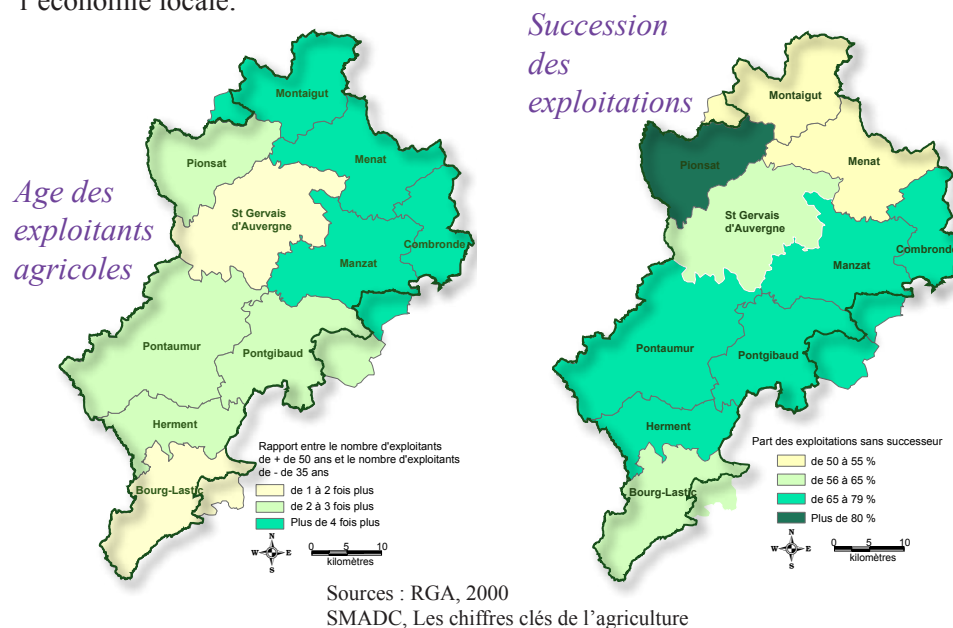 l'économie locale.
Age des
exploitants
agricoles
Montaigut
Pionsat
Menat
St Gervais
d'Auvergne
Combronde
Manzat
Pontaumur
Pontgibaud
Herment
Bourg-Lastic
Rapport entre le nombre d'exploitants
de + de 50 ans et le nombre d'exploitants
de - de 35 ans
de 1 à 2 fois plus
de 2 à 3 fois plus
Plus de 4 fois plus
N
W E
S
0 5 10
kilomètres
Succession
des
exploitations
Montaigut
Pionsat
Menat
St Gervais
d'Auvergne
Combronde
Manzat
Pontaumur
Pontgibaud
Herment
Bourg-Lastic
Part des exploitations sans successeur
de 50 à 55 %
de 56 à 65 %
de 65 à 79 %
Plus de 80 %
N
W E
S
0 5 10
kilomètres
Sources : RGA, 2000
SMADC, Les chiffres clés de l'agriculture